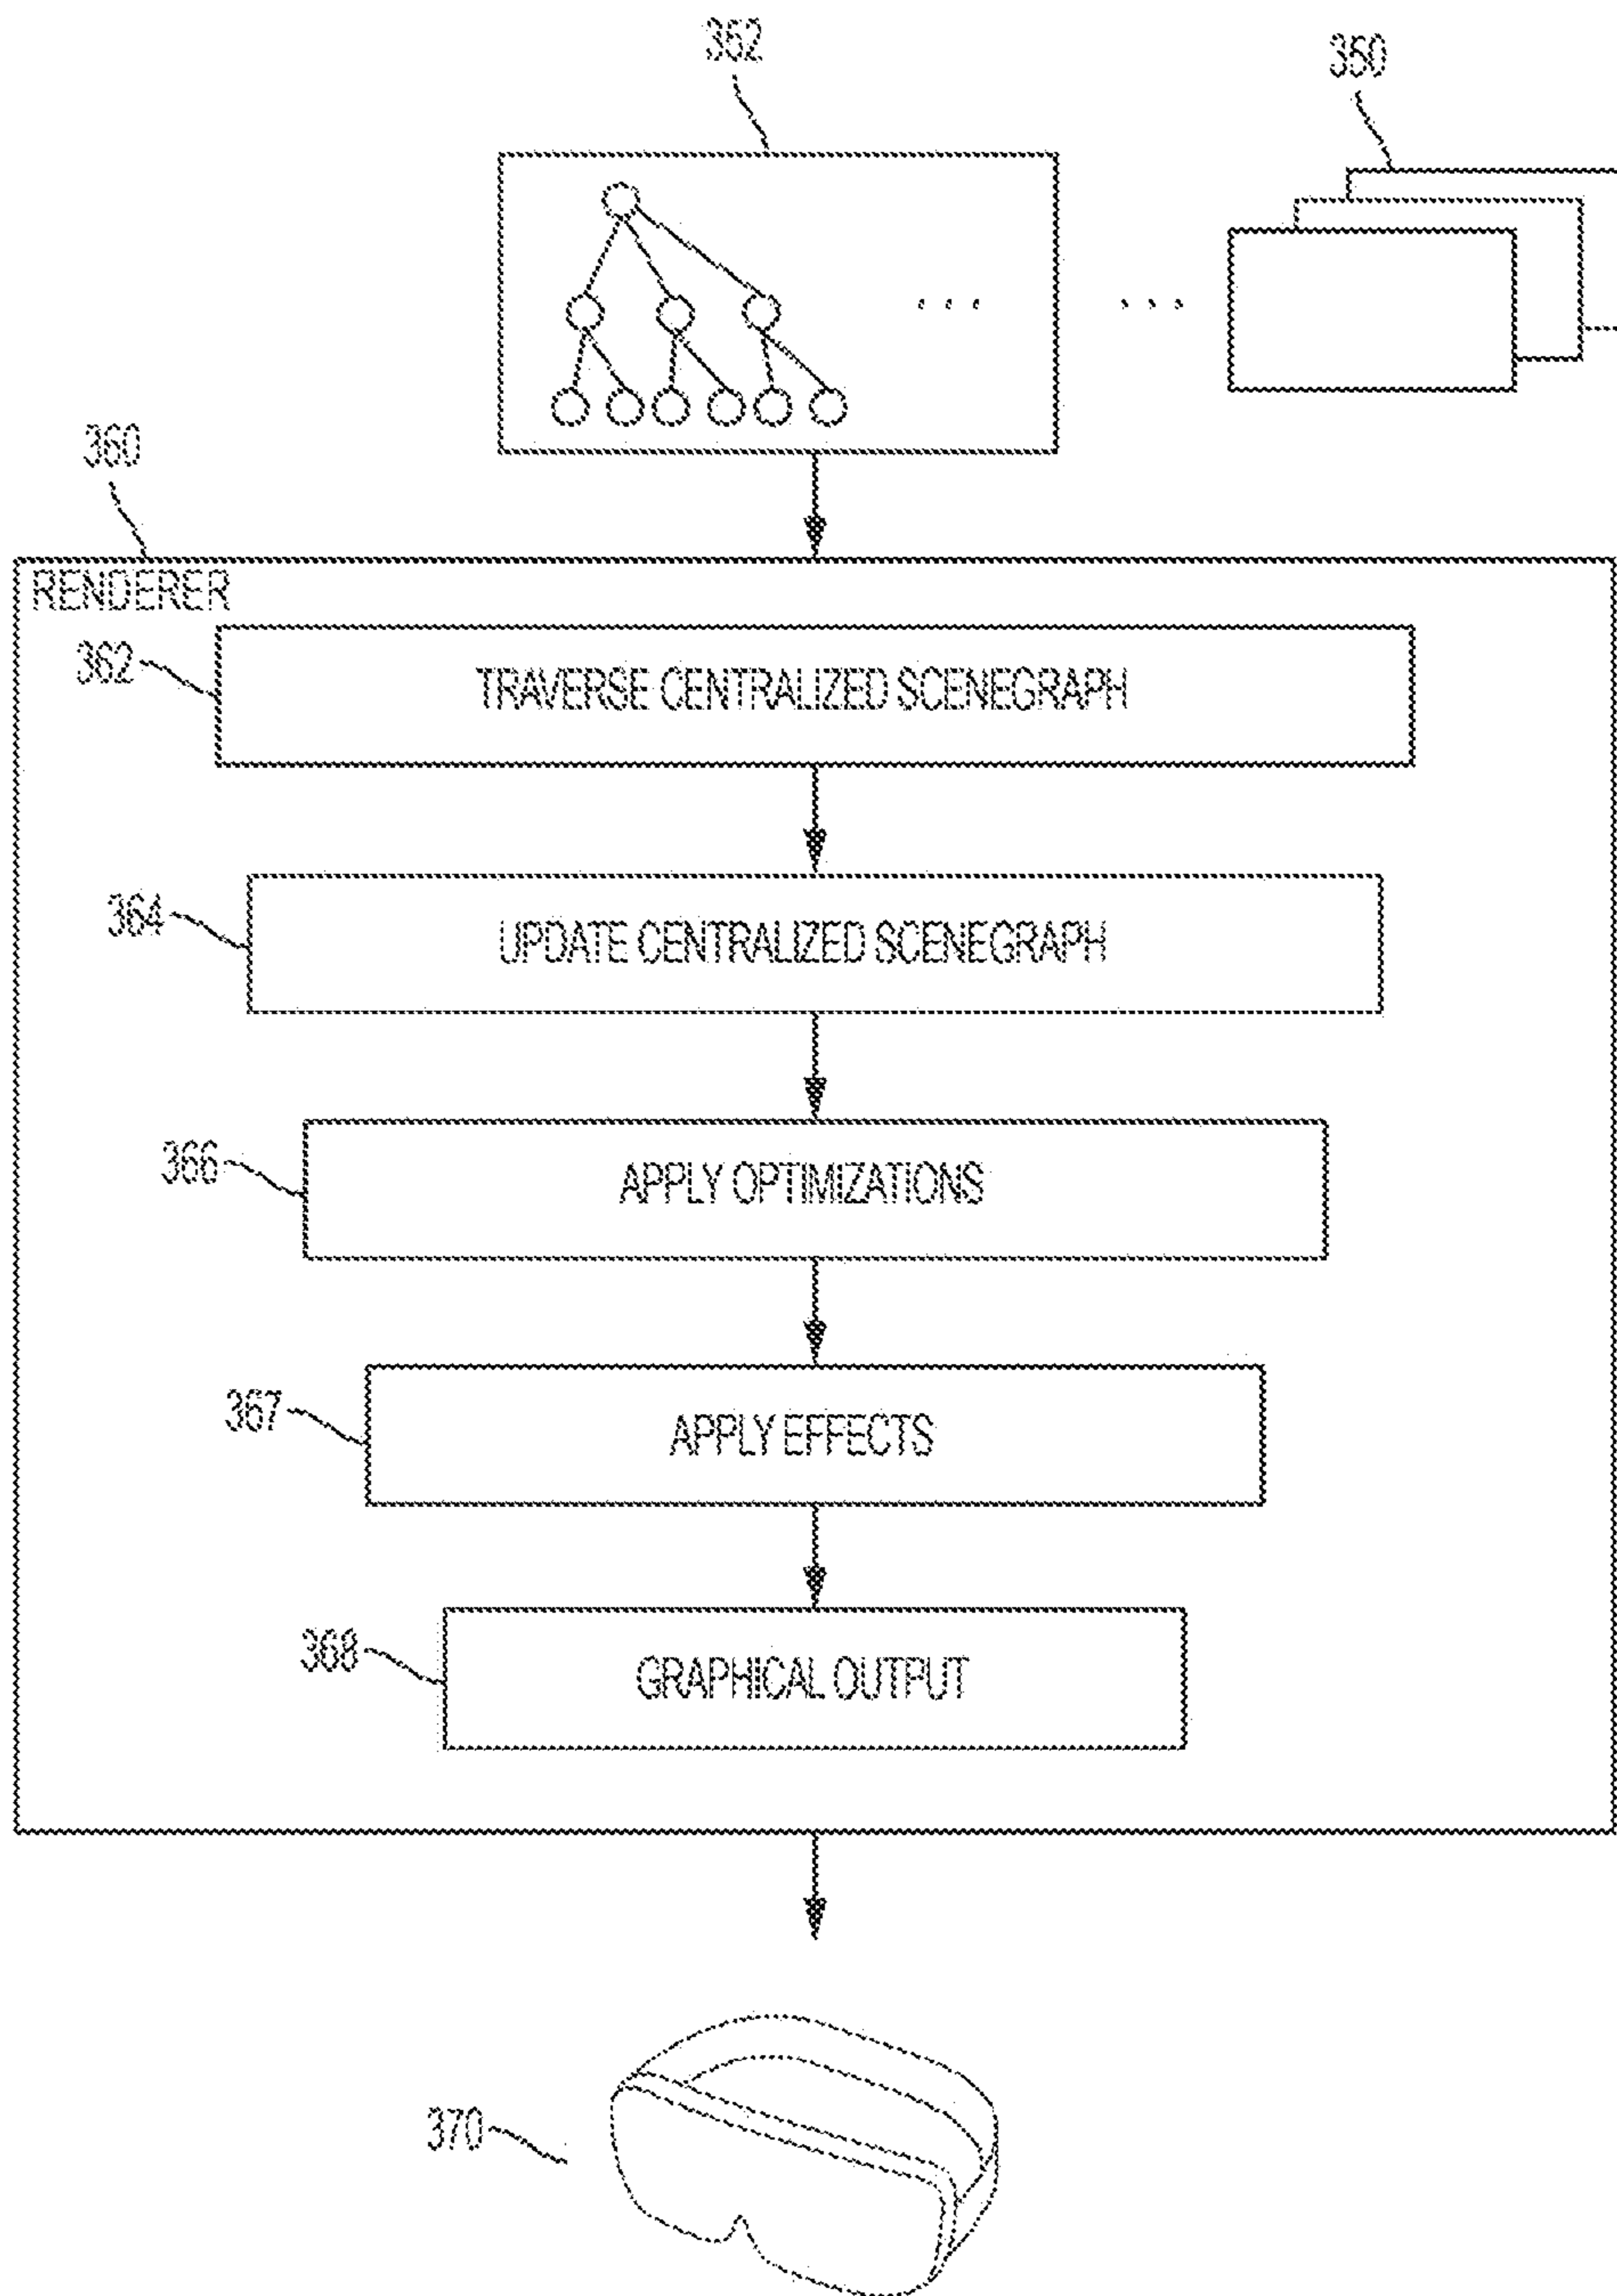 352
350
360
RENDERER
362
TRAVERSE CENTRALIZED SCENEGRAPH
364
UPDATE CENTRALIZED SCENEGRAPH
366
APPLY OPTIMIZATIONS
367
APPLY EFFECTS
368
GRAPHICAL OUTPUT
370